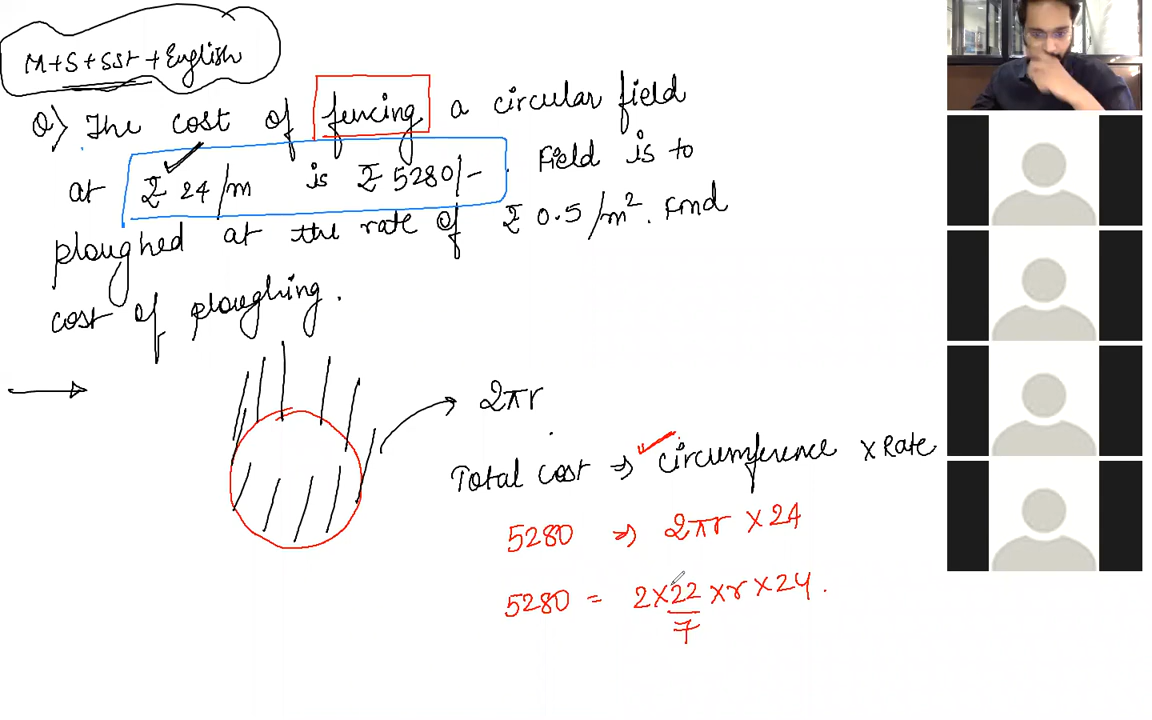 M+S+SST+English
Q) The cost of fencing a circular field
at ₹ 24/m is ₹ 5280/-. Field is to
ploughed at the rate of ₹ 0.5/m². Find
cost of ploughing.
2πr
Total cost ⇒ circumference × Rate
5280 ⇒ 2πr × 24
5280 = 2×22/7 ×r × 24.